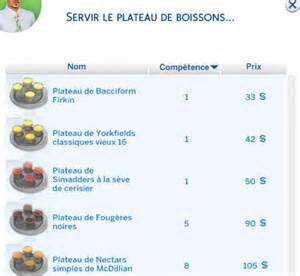 SERVIR LE PLATEAU DE BOISSONS...
Nom Compétence Prix
Plateau de Bacciform
Firkin
1 33 §
Plateau de Yorkfields
classiques vieux 16
1 42 §
Plateau de
Simadders à la sève
de cerisier
1 50 §
Plateau de Fougères
noires
5 90 §
Plateau de Nectars
simples de McDillian
8 105 §